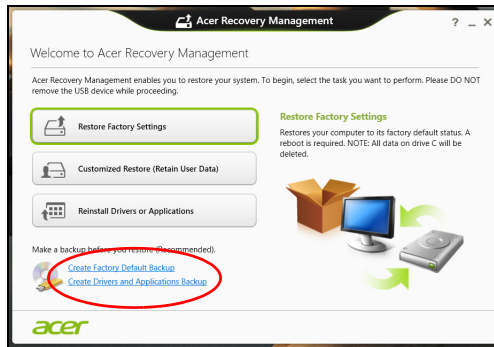 Acer Recovery Management
? _ X
Welcome to Acer Recovery Management
Acer Recovery Management enables you to restore your system. To begin, select the task you want to perform. Please DO NOT
remove the USB device while proceeding.
Restore Factory Settings
Customized Restore (Retain User Data)
Reinstall Drivers or Applications
Restore Factory Settings
Restores your computer to its factory default status. A
reboot is required. NOTE: All data on drive C will be
deleted.
Make a backup before you restore (Recommended).
Create Factory Default Backup
Create Drivers and Applications Backup
acer